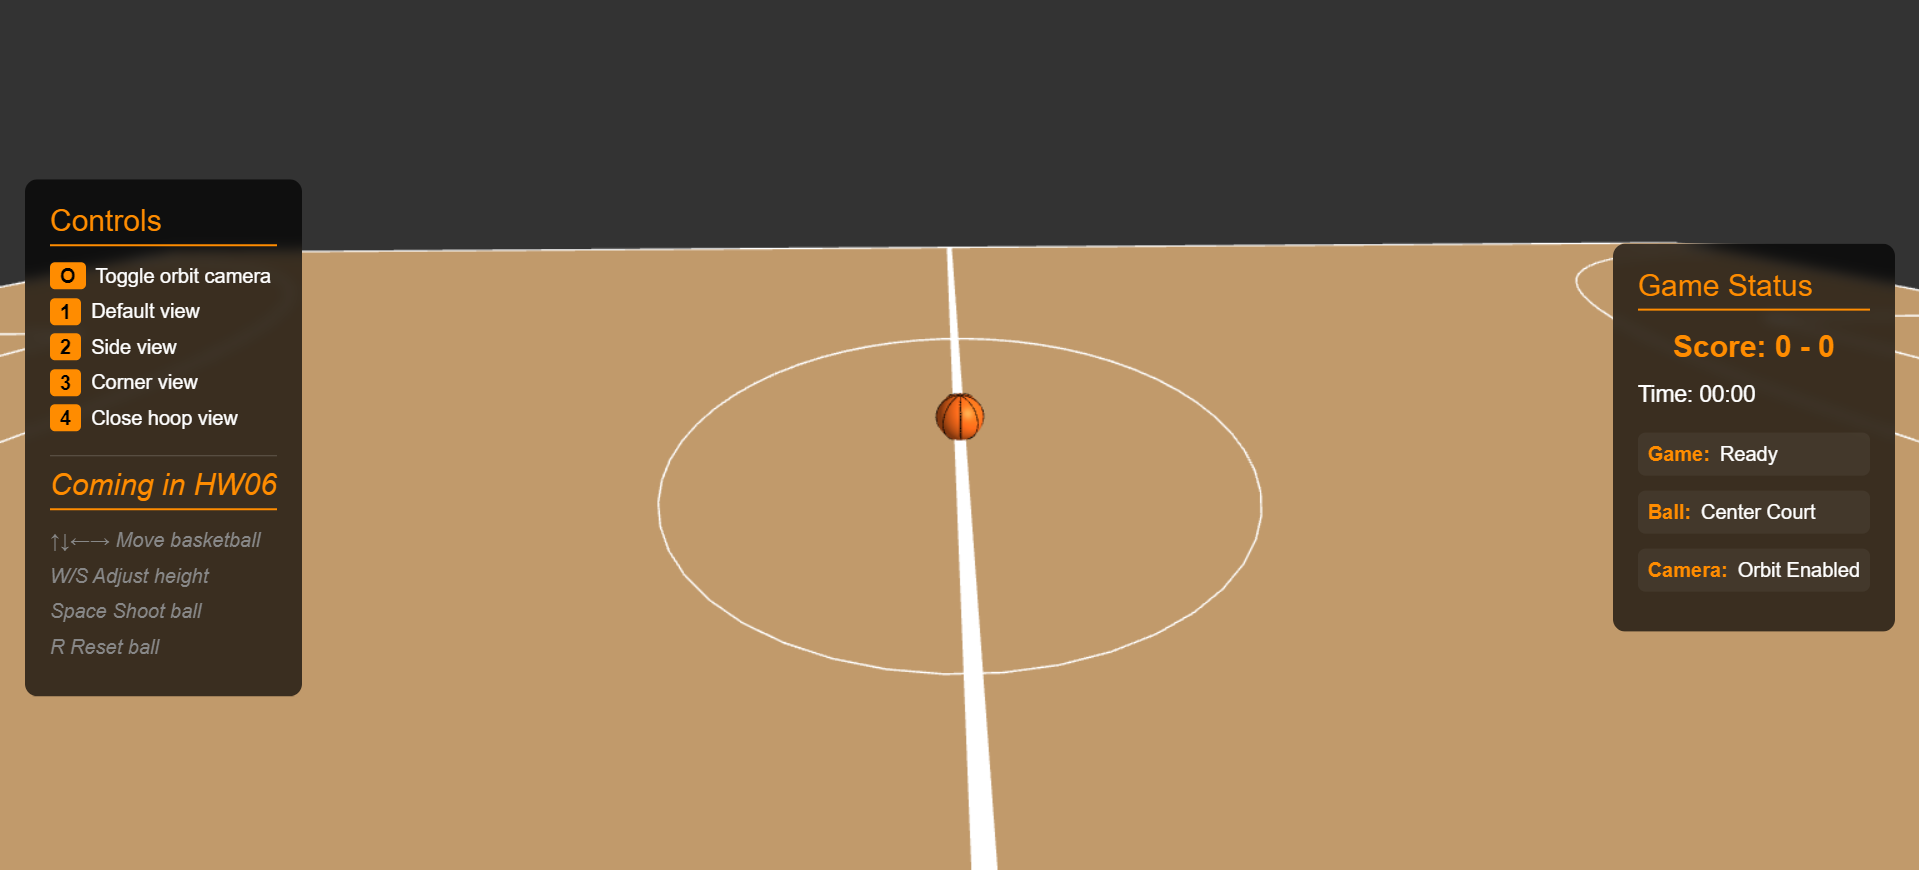 Controls
O Toggle orbit camera
1 Default view
2 Side view
3 Corner view
4 Close hoop view
Coming in HW06
↑↓←→ Move basketball
W/S Adjust height
Space Shoot ball
R Reset ball
Game Status
Score: 0 - 0
Time: 00:00
Game: Ready
Ball: Center Court
Camera: Orbit Enabled